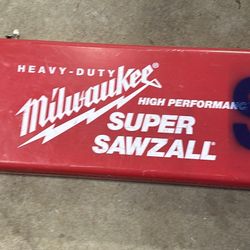 HEAVY-DUTY
Milwaukee®
HIGH PERFORMANC
SUPER
SAWZALL®